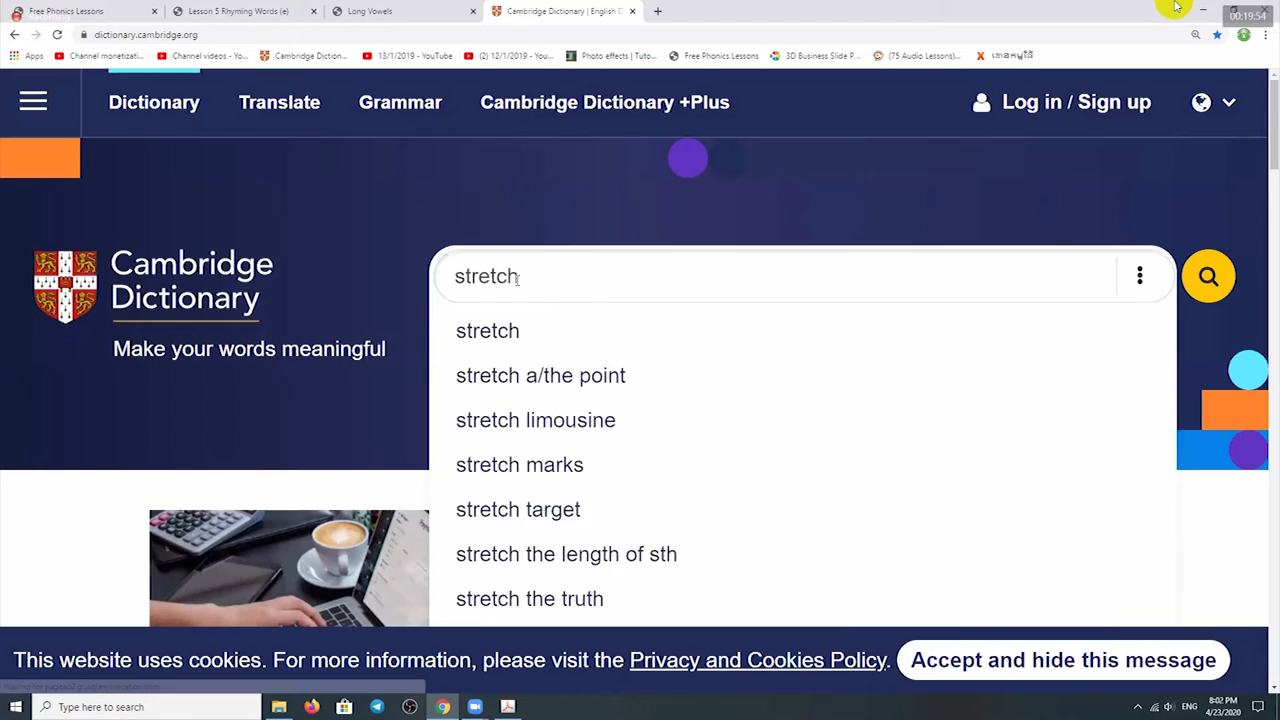 Free Phonics Lessons
Lesson 5 Rhyming Words (e)
Long Vowels
Cambridge Dictionary | English D
00:19:54
dictionary.cambridge.org
Apps
Channel monetizati...
Channel videos - Yo...
Cambridge Diction...
13/1/2019 - YouTube
(2) 12/1/2019 - YouT...
Photo effects | Tuto...
Free Phonics Lessons
3D Business Slide P...
(75 Audio Lessons)...
Dictionary
Translate
Grammar
Cambridge Dictionary +Plus
Log in / Sign up
Cambridge
Dictionary
Make your words meaningful
stretch
stretch
stretch a/the point
stretch limousine
stretch marks
stretch target
stretch the length of sth
stretch the truth
This website uses cookies. For more information, please visit the Privacy and Cookies Policy.
Accept and hide this message
Type here to search
ENG
8:02 PM
4/23/2020